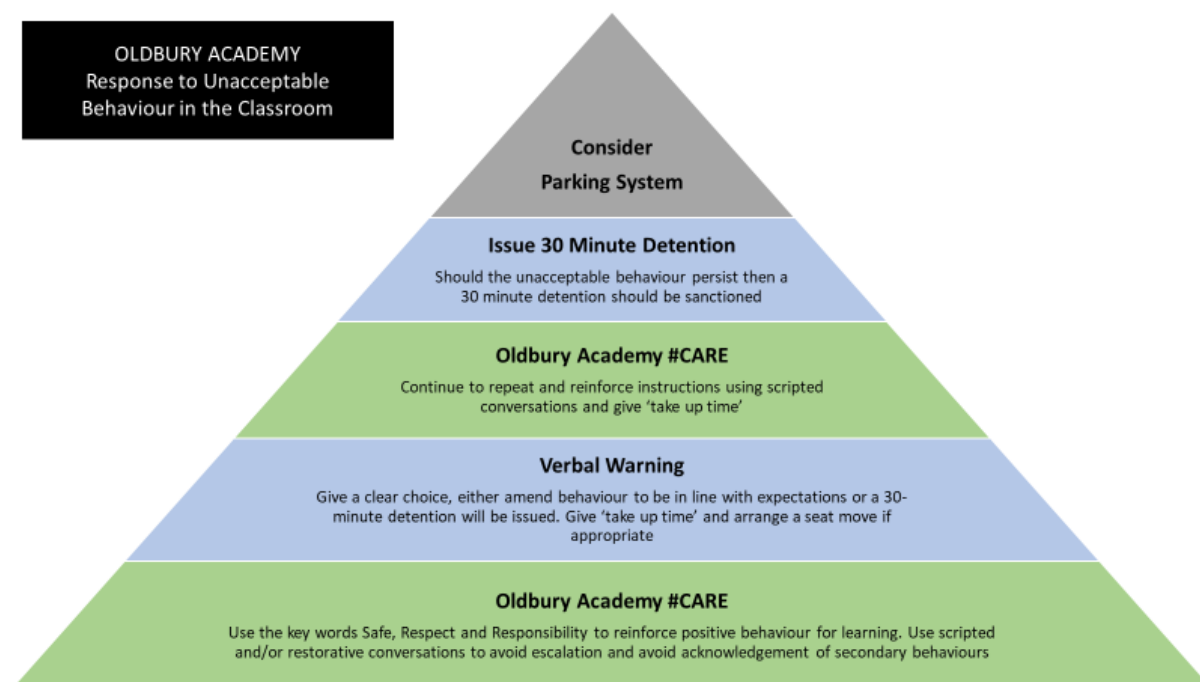 OLDBURY ACADEMY
Response to Unacceptable
Behaviour in the Classroom
Consider
Parking System
Issue 30 Minute Detention
Should the unacceptable behaviour persist then a
30 minute detention should be sanctioned
Oldbury Academy #CARE
Continue to repeat and reinforce instructions using scripted
conversations and give ‘take up time’
Verbal Warning
Give a clear choice, either amend behaviour to be in line with expectations or a 30-
minute detention will be issued. Give ‘take up time’ and arrange a seat move if
appropriate
Oldbury Academy #CARE
Use the key words Safe, Respect and Responsibility to reinforce positive behaviour for learning. Use scripted
and/or restorative conversations to avoid escalation and avoid acknowledgement of secondary behaviours